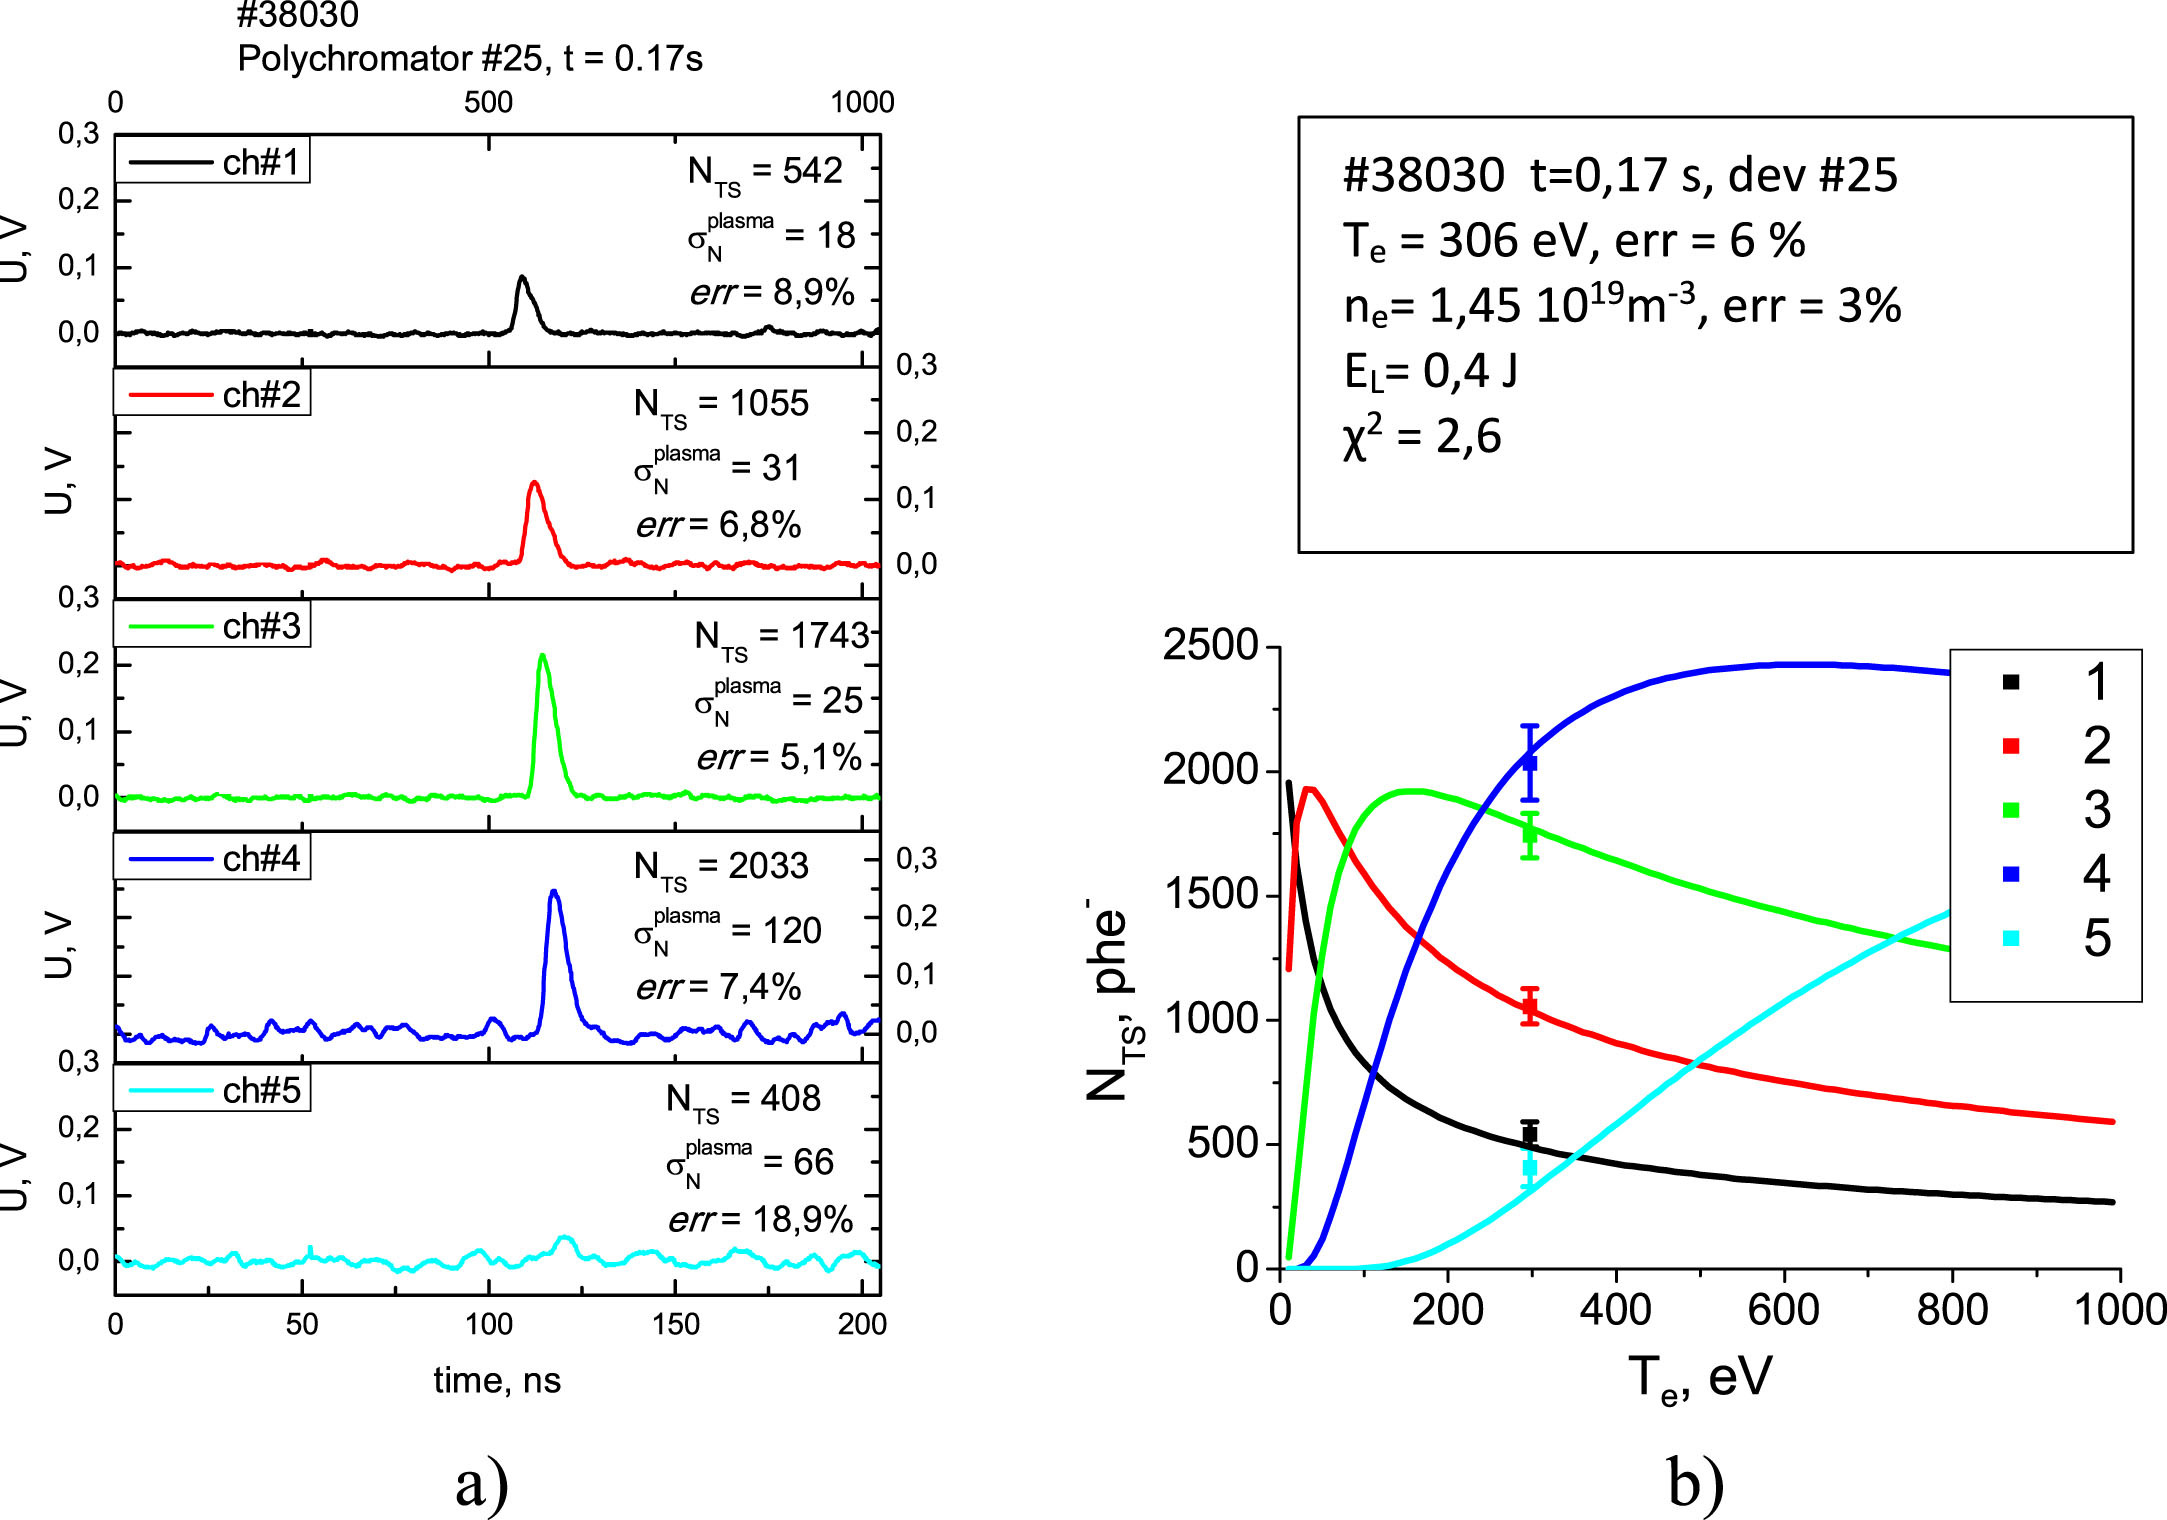 #38030
Polychromator #25, t = 0.17s
0 500 1000
0,3
0,2
0,1
0,0
U, V
ch#1
N_TS = 542
σ_N^plasma = 18
err = 8,9%
0,3
0,2
0,1
0,0
U, V
ch#2
N_TS = 1055
σ_N^plasma = 31
err = 6,8%
0,3
0,2
0,1
0,0
U, V
ch#3
N_TS = 1743
σ_N^plasma = 25
err = 5,1%
0,3
0,2
0,1
0,0
U, V
ch#4
N_TS = 2033
σ_N^plasma = 120
err = 7,4%
0,3
0,2
0,1
0,0
U, V
ch#5
N_TS = 408
σ_N^plasma = 66
err = 18,9%
0 50 100 150 200
time, ns
a)
#38030 t=0,17 s, dev #25
T_e = 306 eV, err = 6 %
n_e= 1,45 10^19m^-3, err = 3%
E_L= 0,4 J
χ^2 = 2,6
2500
2000
1500
1000
500
0
N_TS, phe^-
1
2
3
4
5
0 200 400 600 800 1000
T_e, eV
b)